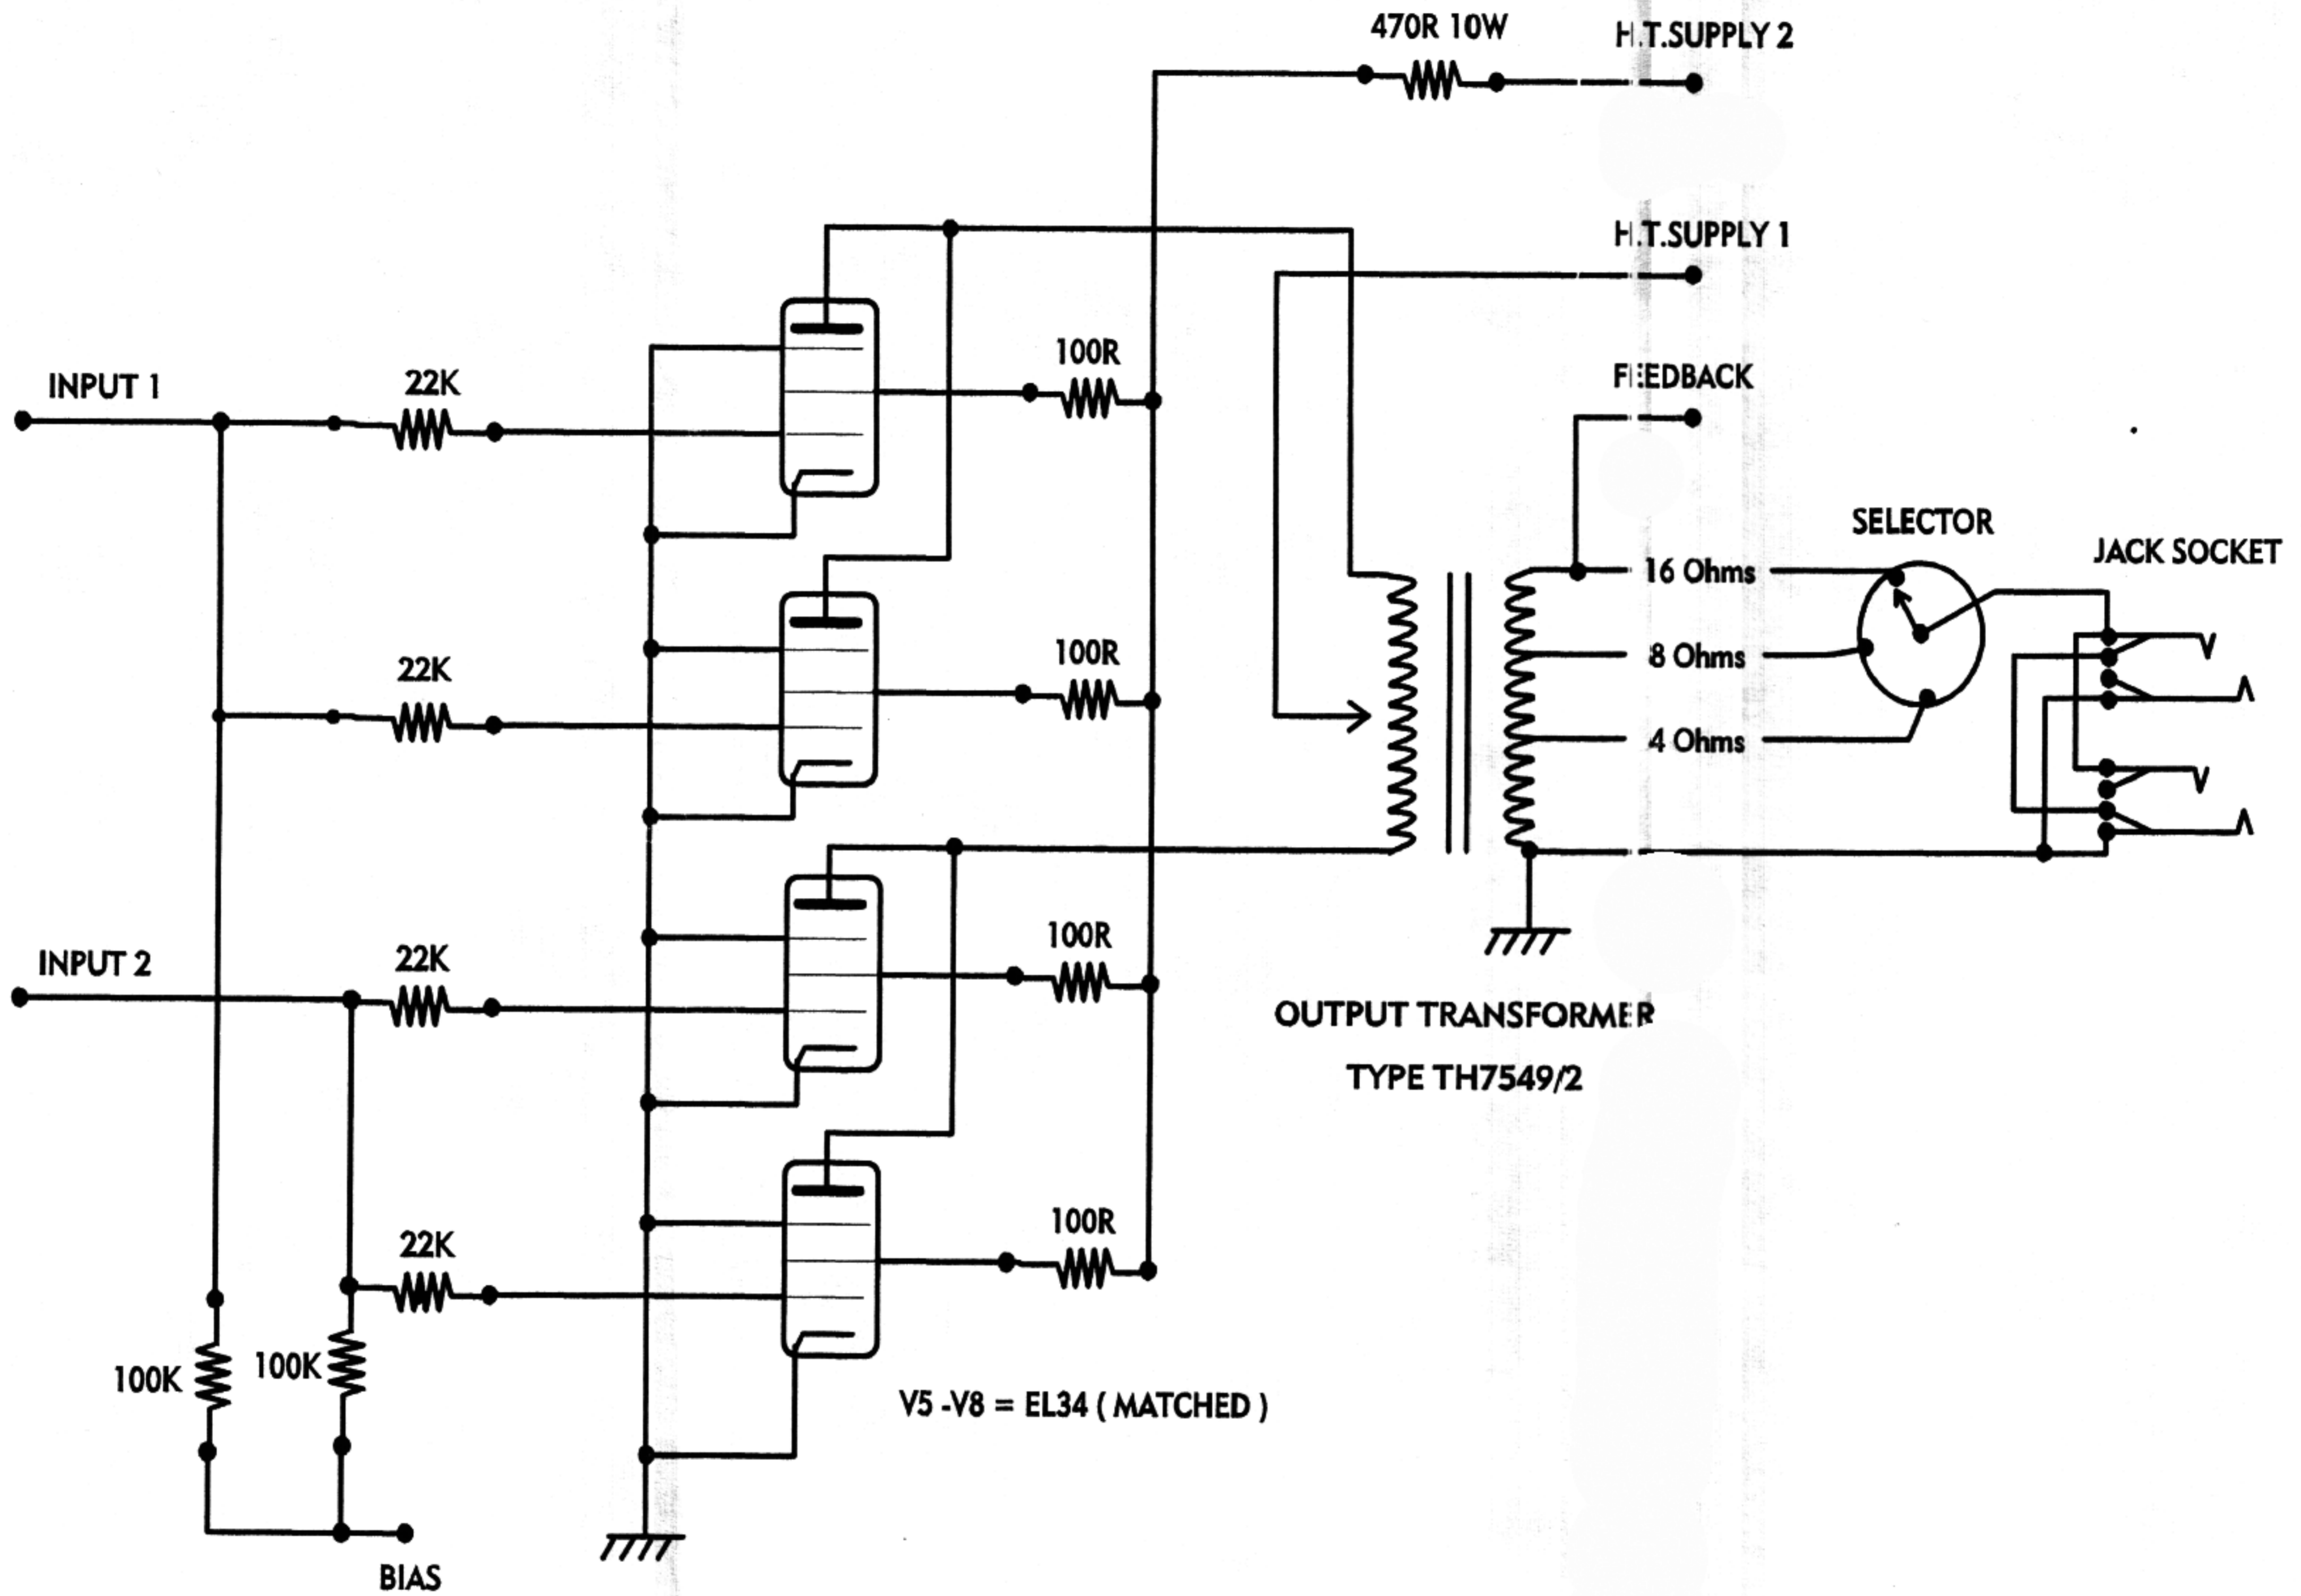 470R 10W
H.T.SUPPLY 2
H.T.SUPPLY 1
100R
INPUT 1
22K
FEEDBACK
SELECTOR
JACK SOCKET
16 Ohms
100R
8 Ohms
22K
4 Ohms
100R
INPUT 2
22K
OUTPUT TRANSFORMER
TYPE TH7549/2
100R
22K
100K
100K
V5 -V8 = EL34 ( MATCHED )
BIAS